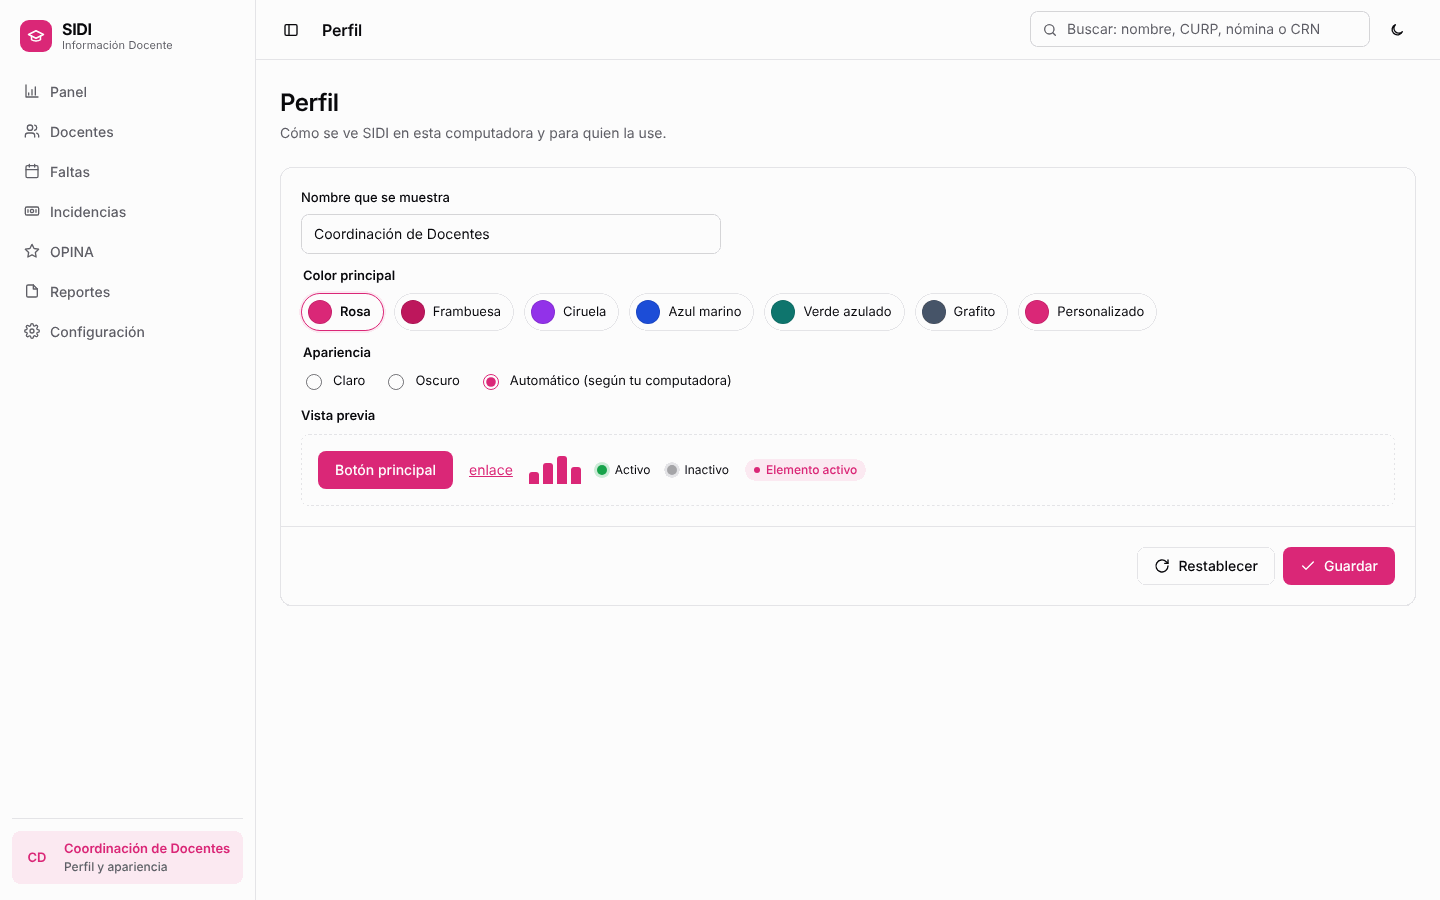 SIDI
Información Docente
Panel
Docentes
Faltas
Incidencias
OPINA
Reportes
Configuración
CD
Coordinación de Docentes
Perfil y apariencia
Perfil
Buscar: nombre, CURP, nómina o CRN
Perfil
Cómo se ve SIDI en esta computadora y para quien la use.
Nombre que se muestra
Coordinación de Docentes
Color principal
Rosa Frambuesa Ciruela Azul marino Verde azulado Grafito Personalizado
Apariencia
Claro Oscuro Automático (según tu computadora)
Vista previa
Botón principal enlace Activo Inactivo Elemento activo
Restablecer Guardar